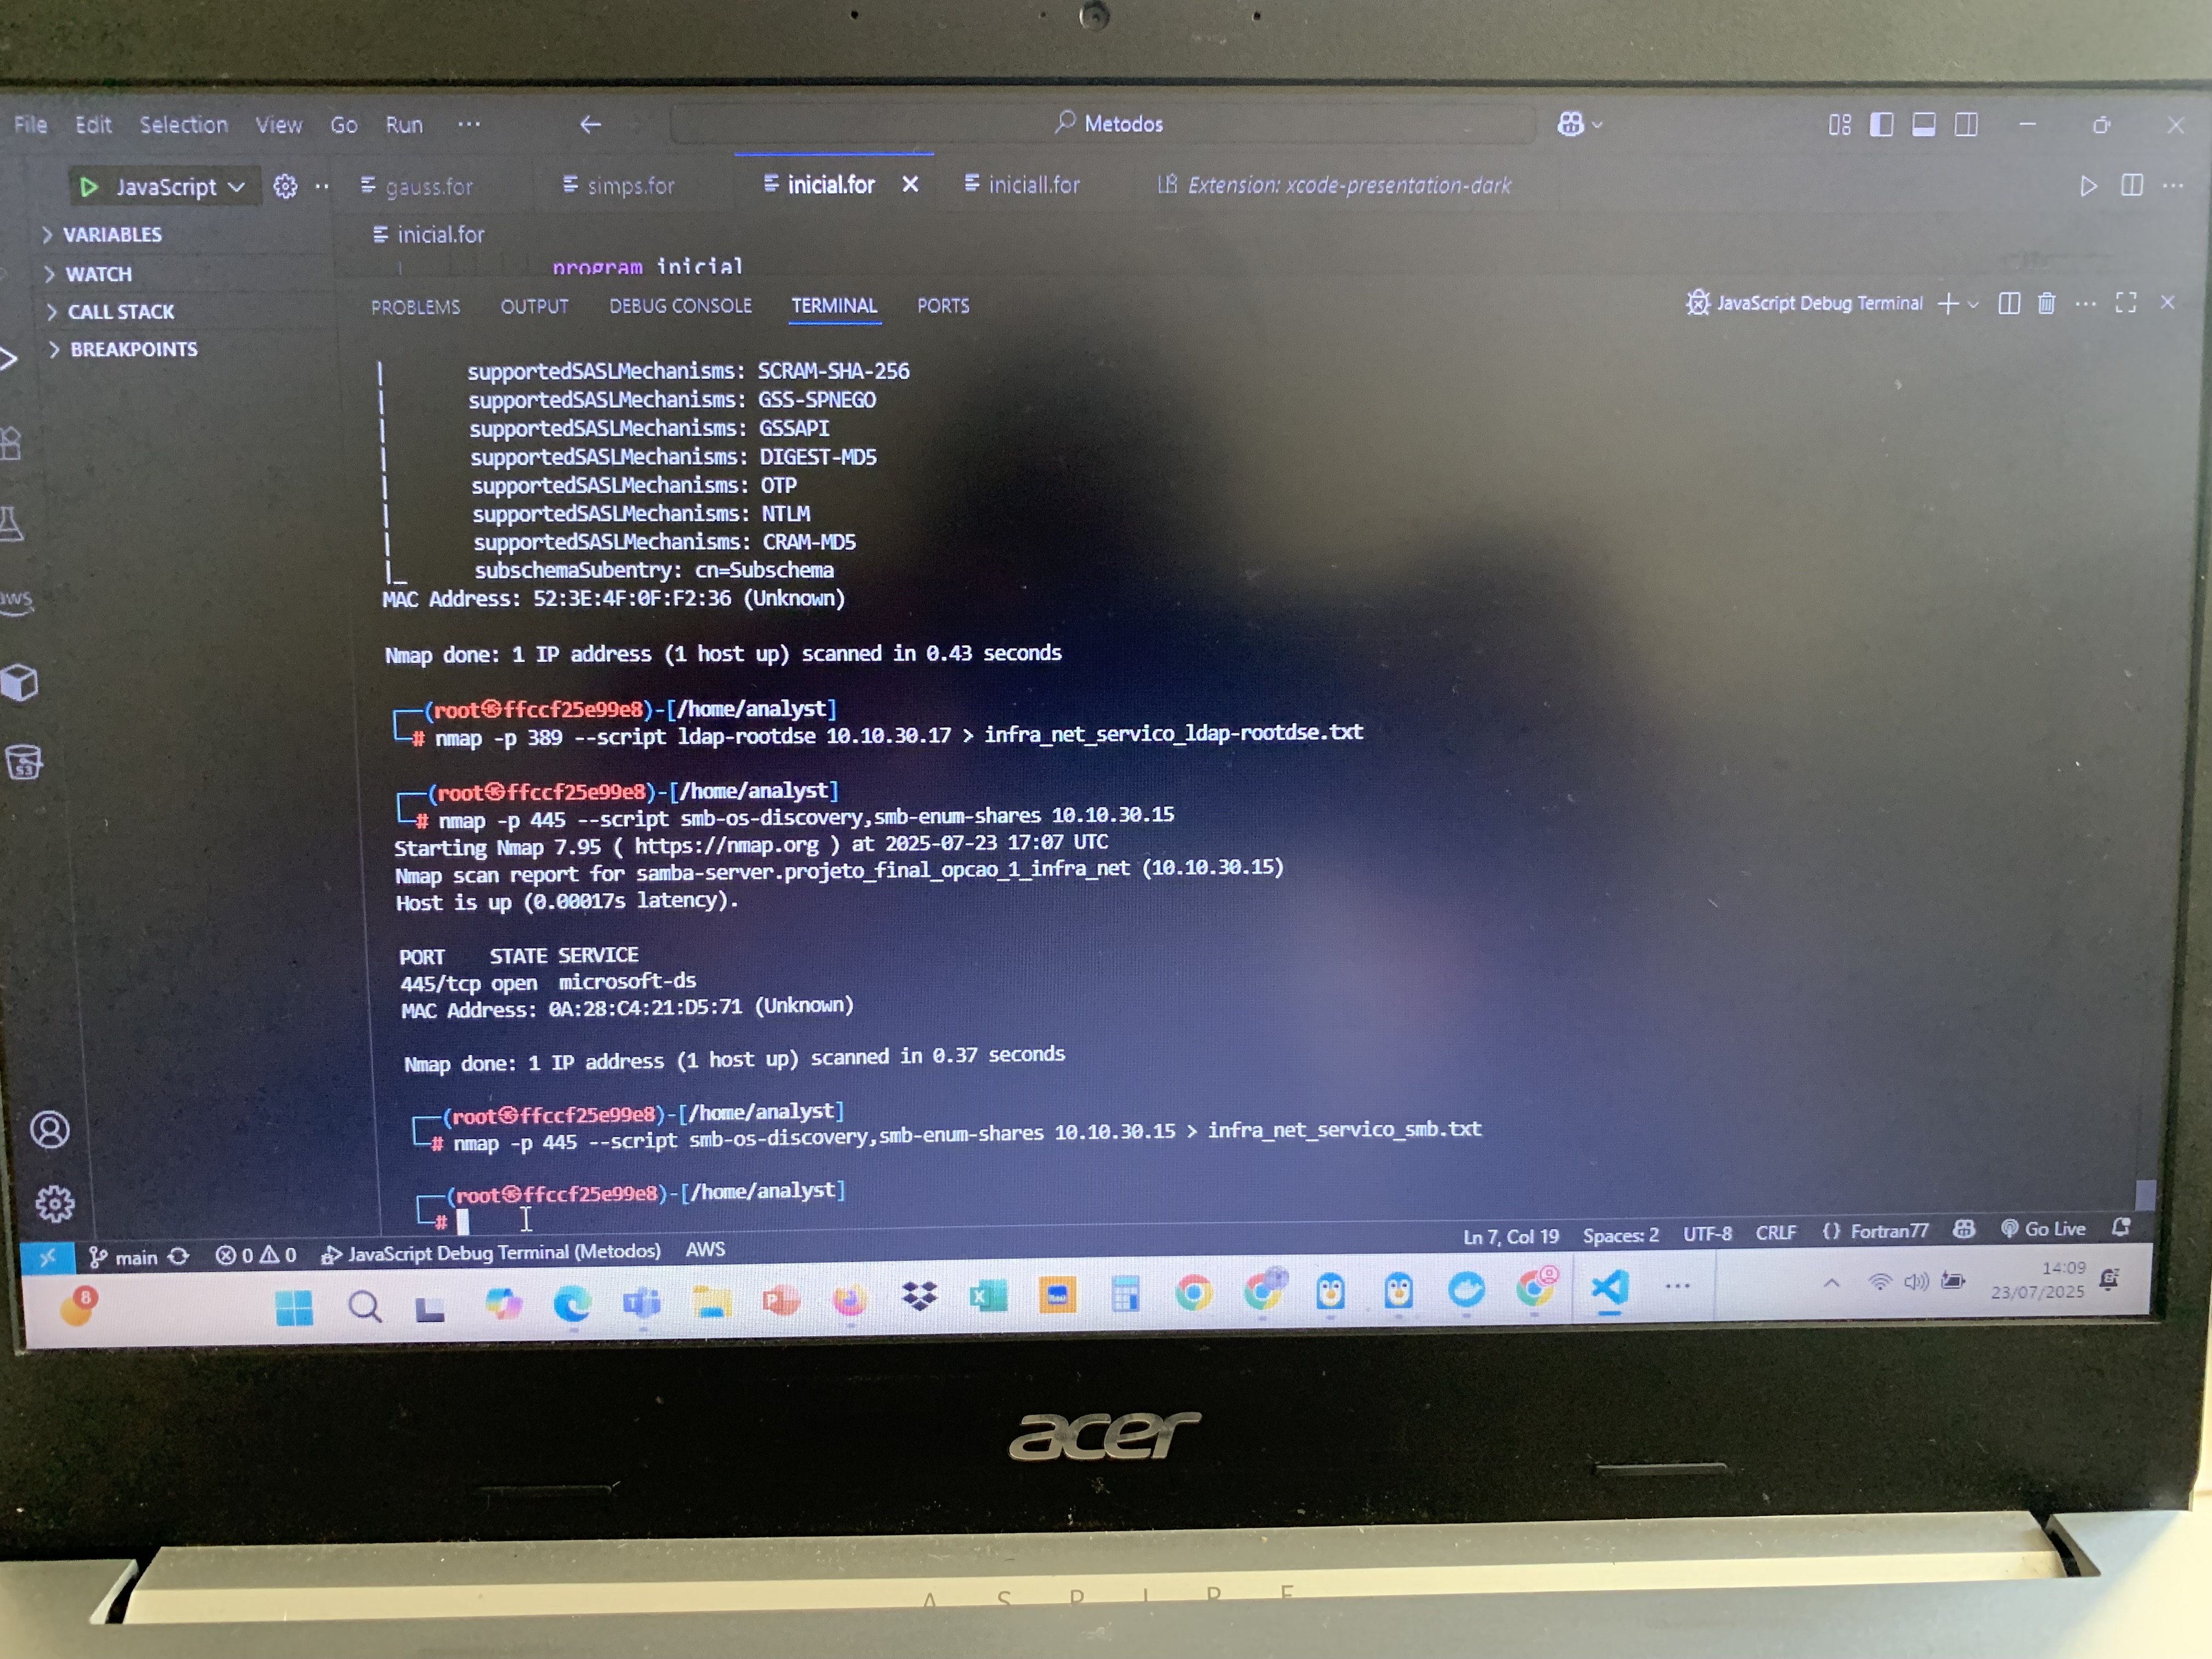 File Edit Selection View Go Run ... Metodos
JavaScript gauss.for simps.for inicial.for iniciall.for Extension: xcode-presentation-dark
VARIABLES
WATCH
CALL STACK
BREAKPOINTS
inicial.for
program inicial
PROBLEMS OUTPUT DEBUG CONSOLE TERMINAL PORTS JavaScript Debug Terminal
| supportedSASLMechanisms: SCRAM-SHA-256
| supportedSASLMechanisms: GSS-SPNEGO
| supportedSASLMechanisms: GSSAPI
| supportedSASLMechanisms: DIGEST-MD5
| supportedSASLMechanisms: OTP
| supportedSASLMechanisms: NTLM
| supportedSASLMechanisms: CRAM-MD5
|_ subschemaSubentry: cn=Subschema
MAC Address: 52:3E:4F:0F:F2:36 (Unknown)
Nmap done: 1 IP address (1 host up) scanned in 0.43 seconds
┌──(root㉿ffccf25e99e8)-[/home/analyst]
└─# nmap -p 389 --script ldap-rootdse 10.10.30.17 > infra_net_servico_ldap-rootdse.txt
┌──(root㉿ffccf25e99e8)-[/home/analyst]
└─# nmap -p 445 --script smb-os-discovery,smb-enum-shares 10.10.30.15
Starting Nmap 7.95 ( https://nmap.org ) at 2025-07-23 17:07 UTC
Nmap scan report for samba-server.projeto_final_opcao_1_infra_net (10.10.30.15)
Host is up (0.00017s latency).
PORT STATE SERVICE
445/tcp open microsoft-ds
MAC Address: 0A:28:C4:21:D5:71 (Unknown)
Nmap done: 1 IP address (1 host up) scanned in 0.37 seconds
┌──(root㉿ffccf25e99e8)-[/home/analyst]
└─# nmap -p 445 --script smb-os-discovery,smb-enum-shares 10.10.30.15 > infra_net_servico_smb.txt
┌──(root㉿ffccf25e99e8)-[/home/analyst]
└─#
aws
S3
main 0 0 JavaScript Debug Terminal (Metodos) AWS Ln 7, Col 19 Spaces: 2 UTF-8 CRLF {} Fortran77 Go Live
8 14:09
23/07/2025
acer
ASPIRE